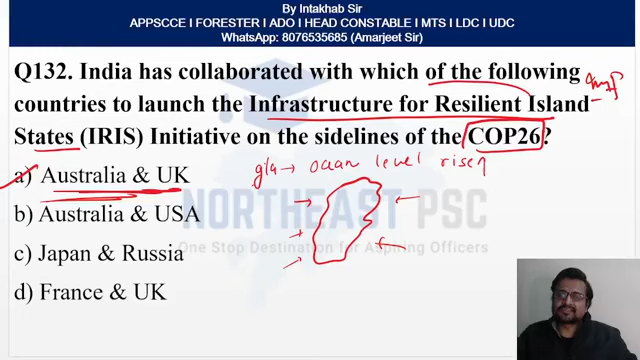 By Intakhab Sir
APPSCCE I FORESTER I ADO I HEAD CONSTABLE I MTS I LDC I UDC
WhatsApp: 8076535685 (Amarjeet Sir)
Q132. India has collaborated with which of the following
countries to launch the Infrastructure for Resilient Island
States (IRIS) Initiative on the sidelines of the COP26?
ocean level rise
a) Australia & UK
b) Australia & USA
c) Japan & Russia
d) France & UK
NORTHEAST PSC
One Stop Destination for Aspiring Officers